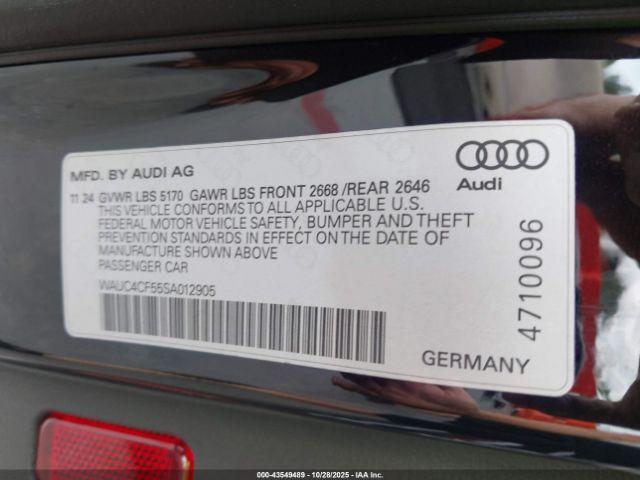 MFD. BY AUDI AG
11 24 GVWR LBS 5170 GAWR LBS FRONT 2668 /REAR 2646
THIS VEHICLE CONFORMS TO ALL APPLICABLE U.S.
FEDERAL MOTOR VEHICLE SAFETY, BUMPER AND THEFT
PREVENTION STANDARDS IN EFFECT ON THE DATE OF
MANUFACTURE SHOWN ABOVE
PASSENGER CAR
WAUC4CF55SA012905
Audi
4710096
GERMANY
000-43549489 - 10/28/2025 - IAA Inc. ©